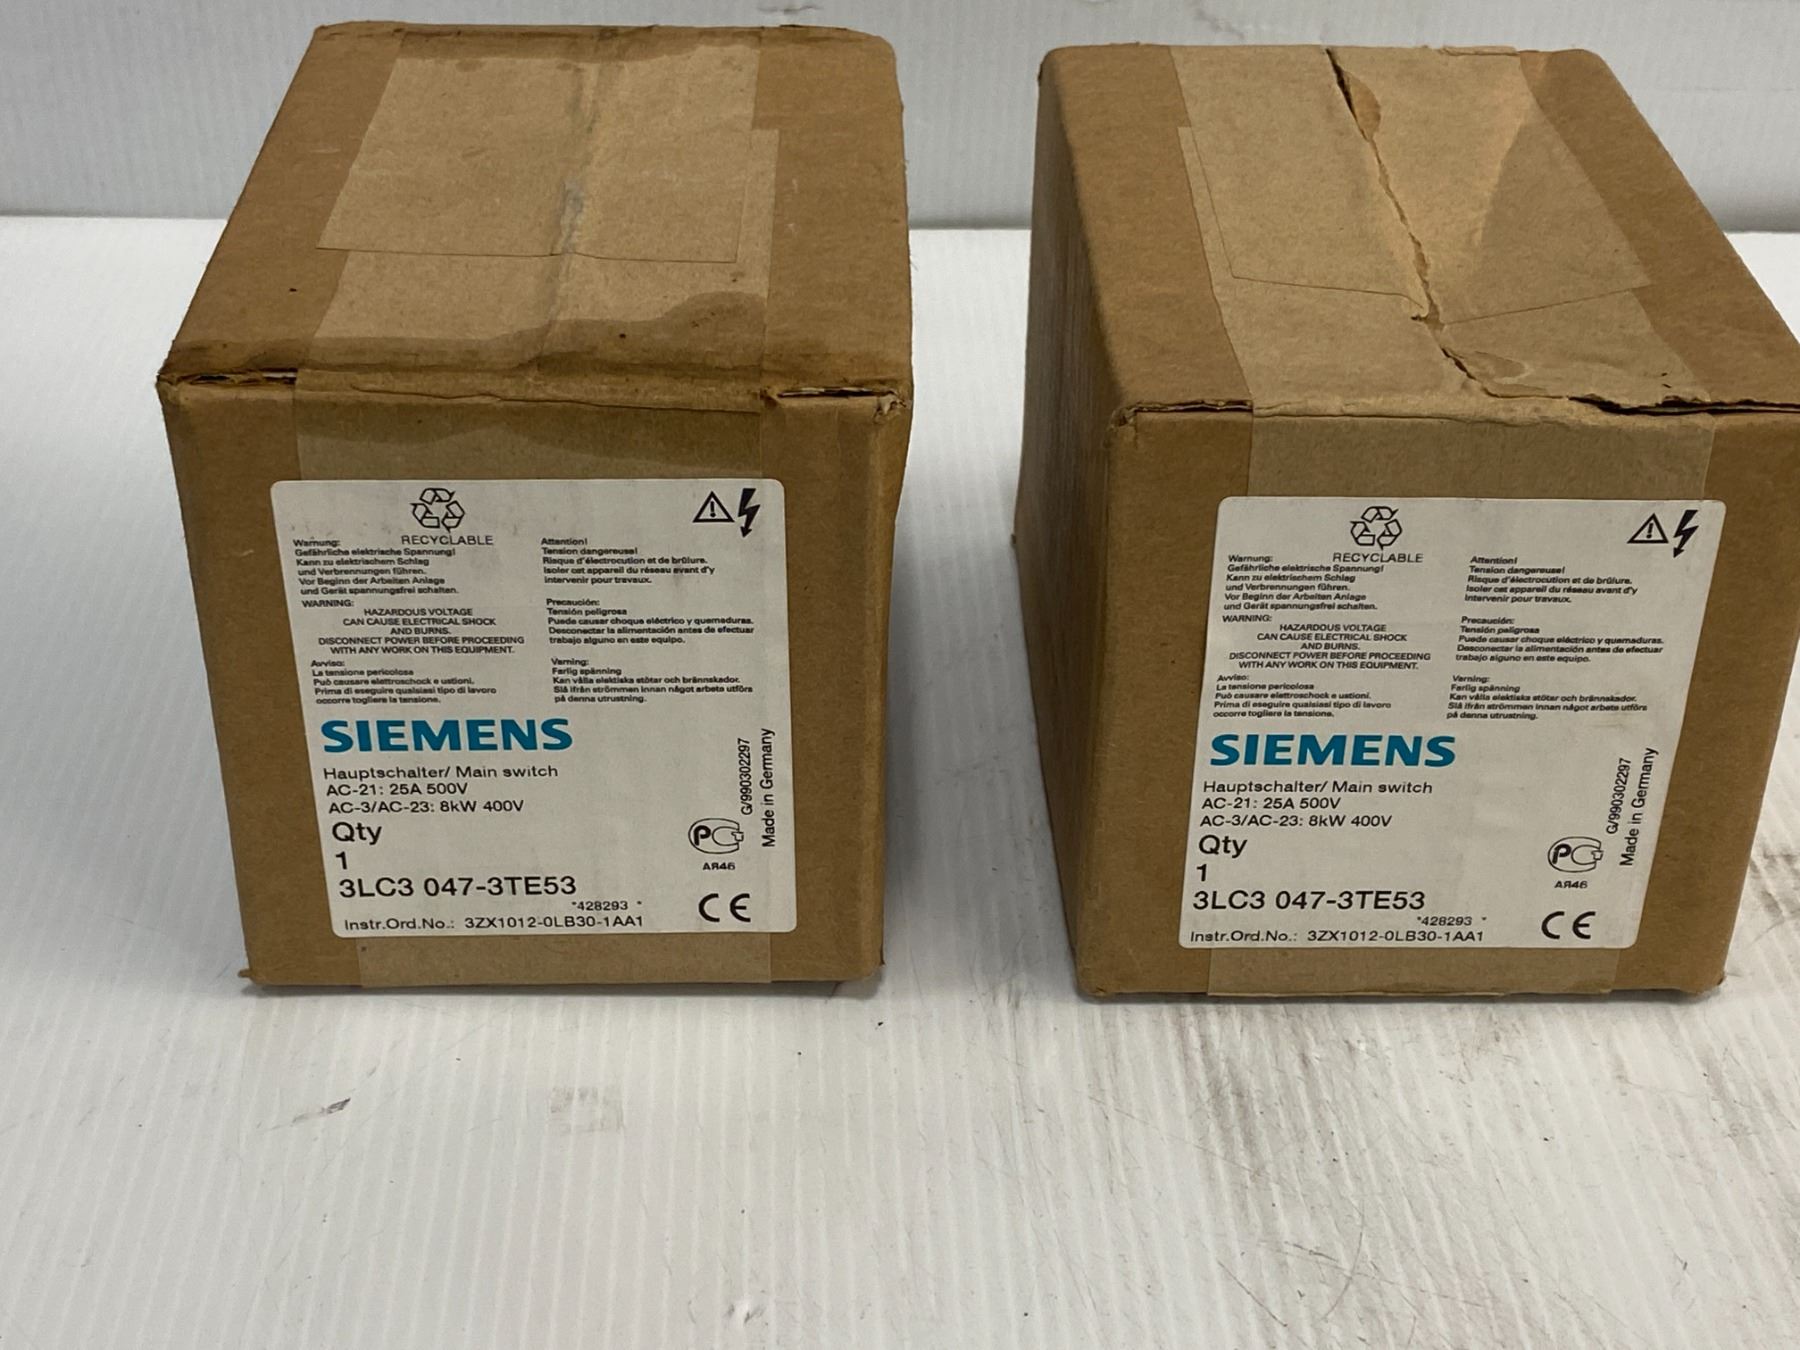 RECYCLABLE
Warnung:
Gefährliche elektrische Spannung!
Kann zu elektrischem Schlag
und Verbrennungen führen.
Vor Beginn der Arbeiten Anlage
und Gerät spannungsfrei schalten.
WARNING:
HAZARDOUS VOLTAGE
CAN CAUSE ELECTRICAL SHOCK
AND BURNS.
DISCONNECT POWER BEFORE PROCEEDING
WITH ANY WORK ON THIS EQUIPMENT.
Avviso:
La tensione pericolosa
Può causare elettroschock e ustioni.
Prima di eseguire qualsiasi tipo di lavoro
occorre togliere la tensione.
Attention!
Tension dangereuse!
Risque d'électrocution et de brûlure.
Isoler cet appareil du réseau avant d'y
intervenir pour travaux.
Precaución:
Tensión peligrosa
Puede causar choque eléctrico y quemaduras.
Desconectar la alimentación antes de efectuar
trabajo alguno en este equipo.
Varning:
Farlig spänning
Kan vålla elektiska stötar och brännskador.
Slå ifrån strömmen innan något arbete utförs
på denna utrustning.
SIEMENS
Hauptschalter/ Main switch
AC-21: 25A 500V
AC-3/AC-23: 8kW 400V
Qty
1
3LC3 047-3TE53
*428293 *
Instr.Ord.No.: 3ZX1012-0LB30-1AA1
G/990302297
Made in Germany
РС
АЯ46
CE
RECYCLABLE
Warnung:
Gefährliche elektrische Spannung!
Kann zu elektrischem Schlag
und Verbrennungen führen.
Vor Beginn der Arbeiten Anlage
und Gerät spannungsfrei schalten.
WARNING:
HAZARDOUS VOLTAGE
CAN CAUSE ELECTRICAL SHOCK
AND BURNS.
DISCONNECT POWER BEFORE PROCEEDING
WITH ANY WORK ON THIS EQUIPMENT.
Avviso:
La tensione pericolosa
Può causare elettroschock e ustioni.
Prima di eseguire qualsiasi tipo di lavoro
occorre togliere la tensione.
Attention!
Tension dangereuse!
Risque d'électrocution et de brûlure.
Isoler cet appareil du réseau avant d'y
intervenir pour travaux.
Precaución:
Tensión peligrosa
Puede causar choque eléctrico y quemaduras.
Desconectar la alimentación antes de efectuar
trabajo alguno en este equipo.
Varning:
Farlig spänning
Kan vålla elektiska stötar och brännskador.
Slå ifrån strömmen innan något arbete utförs
på denna utrustning.
SIEMENS
Hauptschalter/ Main switch
AC-21: 25A 500V
AC-3/AC-23: 8kW 400V
Qty
1
3LC3 047-3TE53
*428293 *
Instr.Ord.No.: 3ZX1012-0LB30-1AA1
G/990302297
Made in Germany
РС
АЯ46
CE